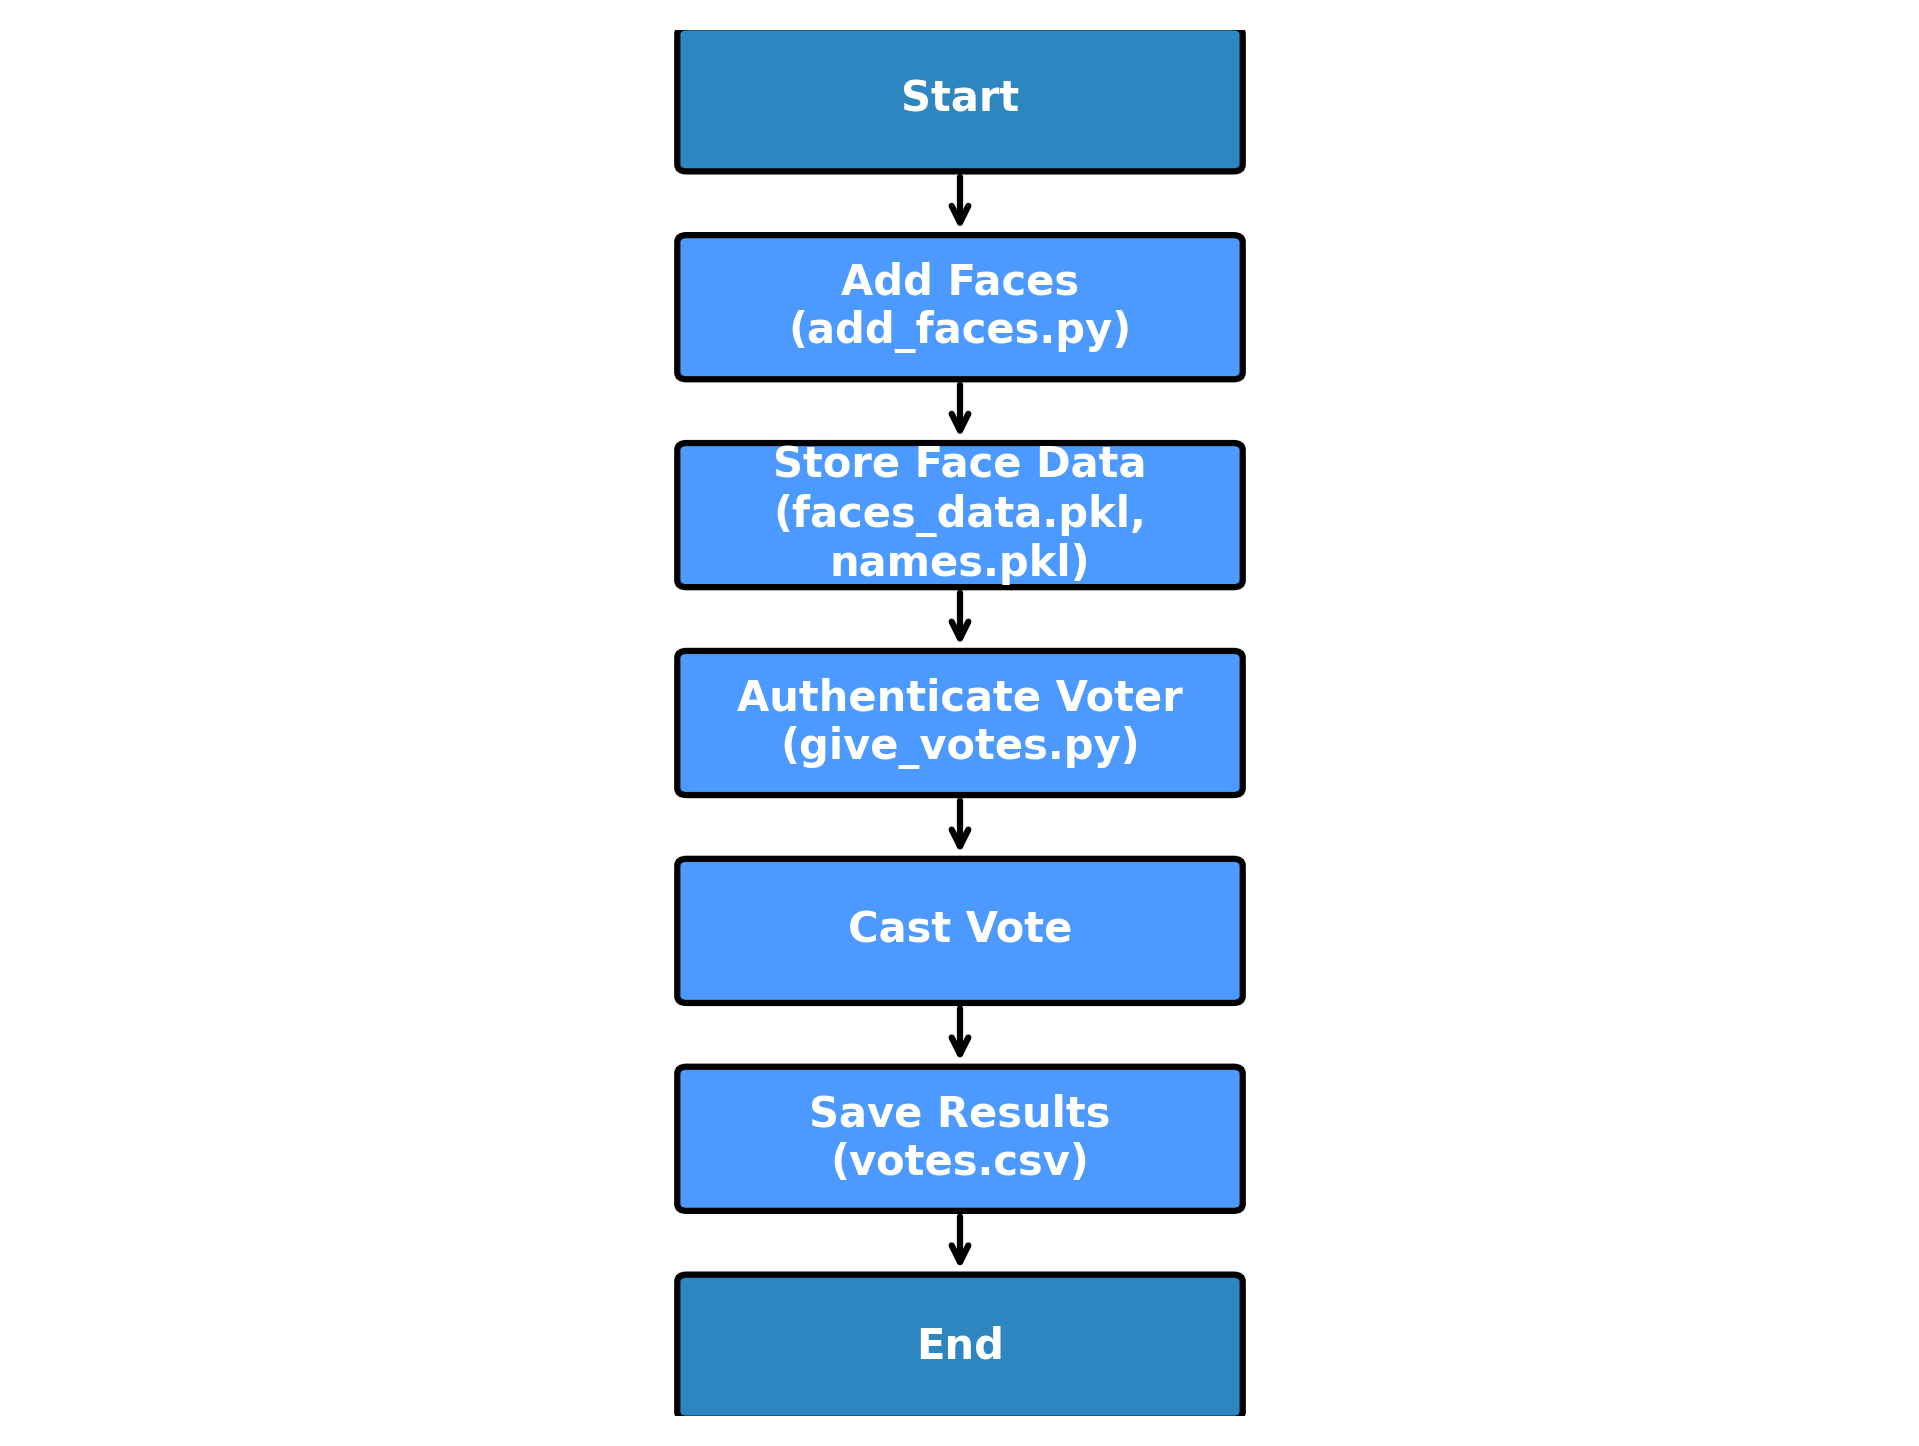 Start
Add Faces
(add_faces.py)
Store Face Data
(faces_data.pkl,
names.pkl)
Authenticate Voter
(give_votes.py)
Cast Vote
Save Results
(votes.csv)
End